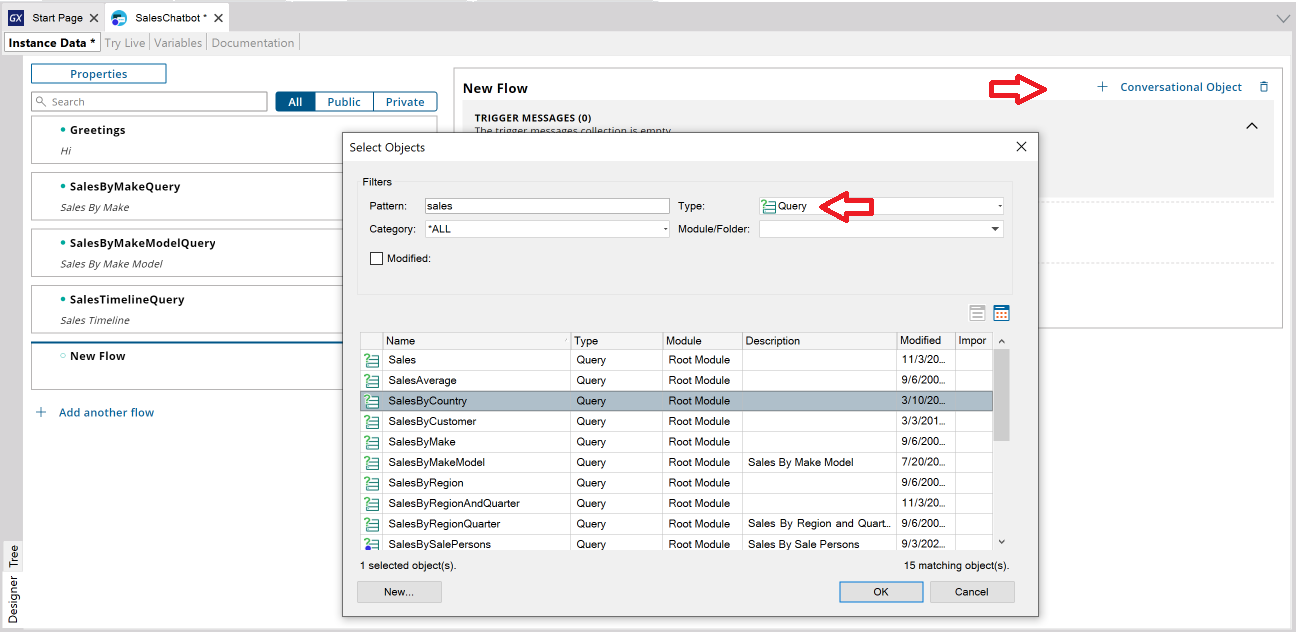 GX Start Page SalesChatbot *
Instance Data * Try Live Variables Documentation
Properties
Search All Public Private
Greetings
Hi
SalesByMakeQuery
Sales By Make
SalesByMakeModelQuery
Sales By Make Model
SalesTimelineQuery
Sales Timeline
New Flow
+ Add another flow
Tree
Designer
New Flow + Conversational Object
TRIGGER MESSAGES (0)
The trigger messages collection is empty
Select Objects
Filters
Pattern: sales Type: Query
Category: *ALL Module/Folder:
Modified:
Name Type Module Description Modified Impor
Sales Query Root Module 11/3/20...
SalesAverage Query Root Module 9/6/200...
SalesByCountry Query Root Module 3/10/20...
SalesByCustomer Query Root Module 3/3/201...
SalesByMake Query Root Module 9/6/200...
SalesByMakeModel Query Root Module Sales By Make Model 7/20/20...
SalesByRegion Query Root Module 9/6/200...
SalesByRegionAndQuarter Query Root Module 11/3/20...
SalesByRegionQuarter Query Root Module Sales By Region and Quart... 9/6/200...
SalesBySalePersons Query Root Module Sales By Sale Persons 9/3/202...
1 selected object(s). 15 matching object(s).
New... OK Cancel